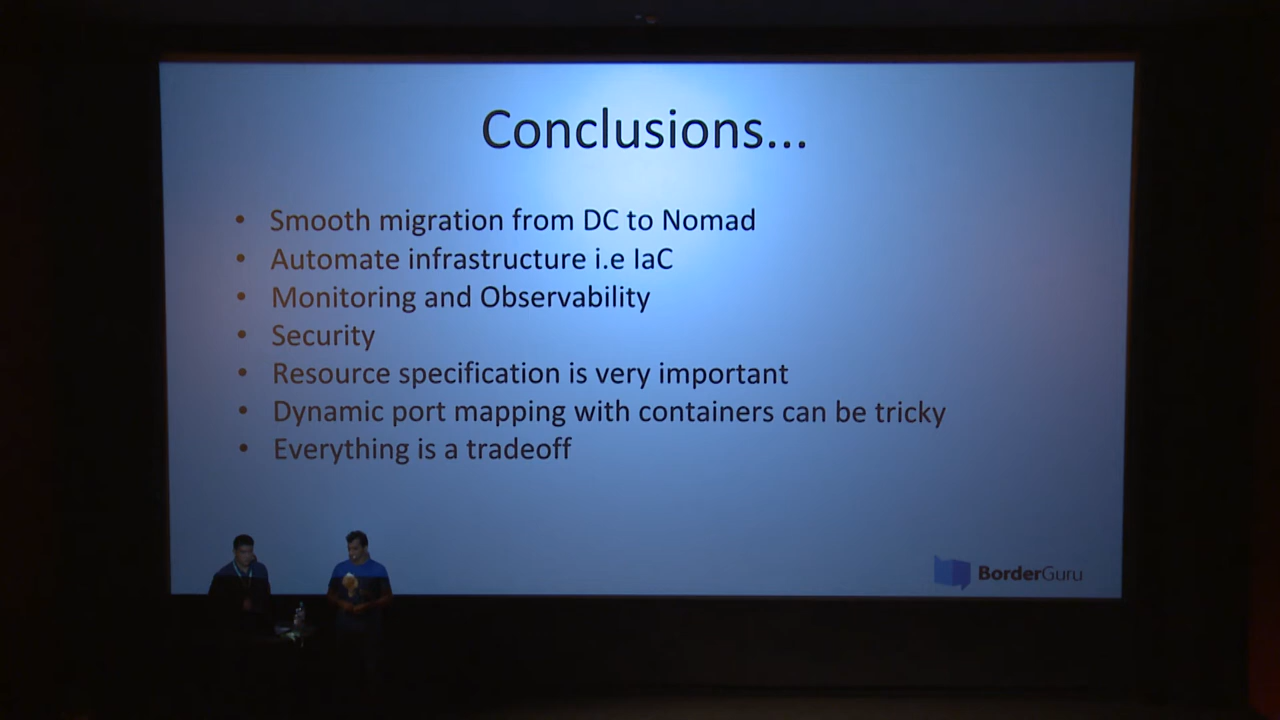 Conclusions...
• Smooth migration from DC to Nomad
• Automate infrastructure i.e IaC
• Monitoring and Observability
• Security
• Resource specification is very important
• Dynamic port mapping with containers can be tricky
• Everything is a tradeoff
BorderGuru